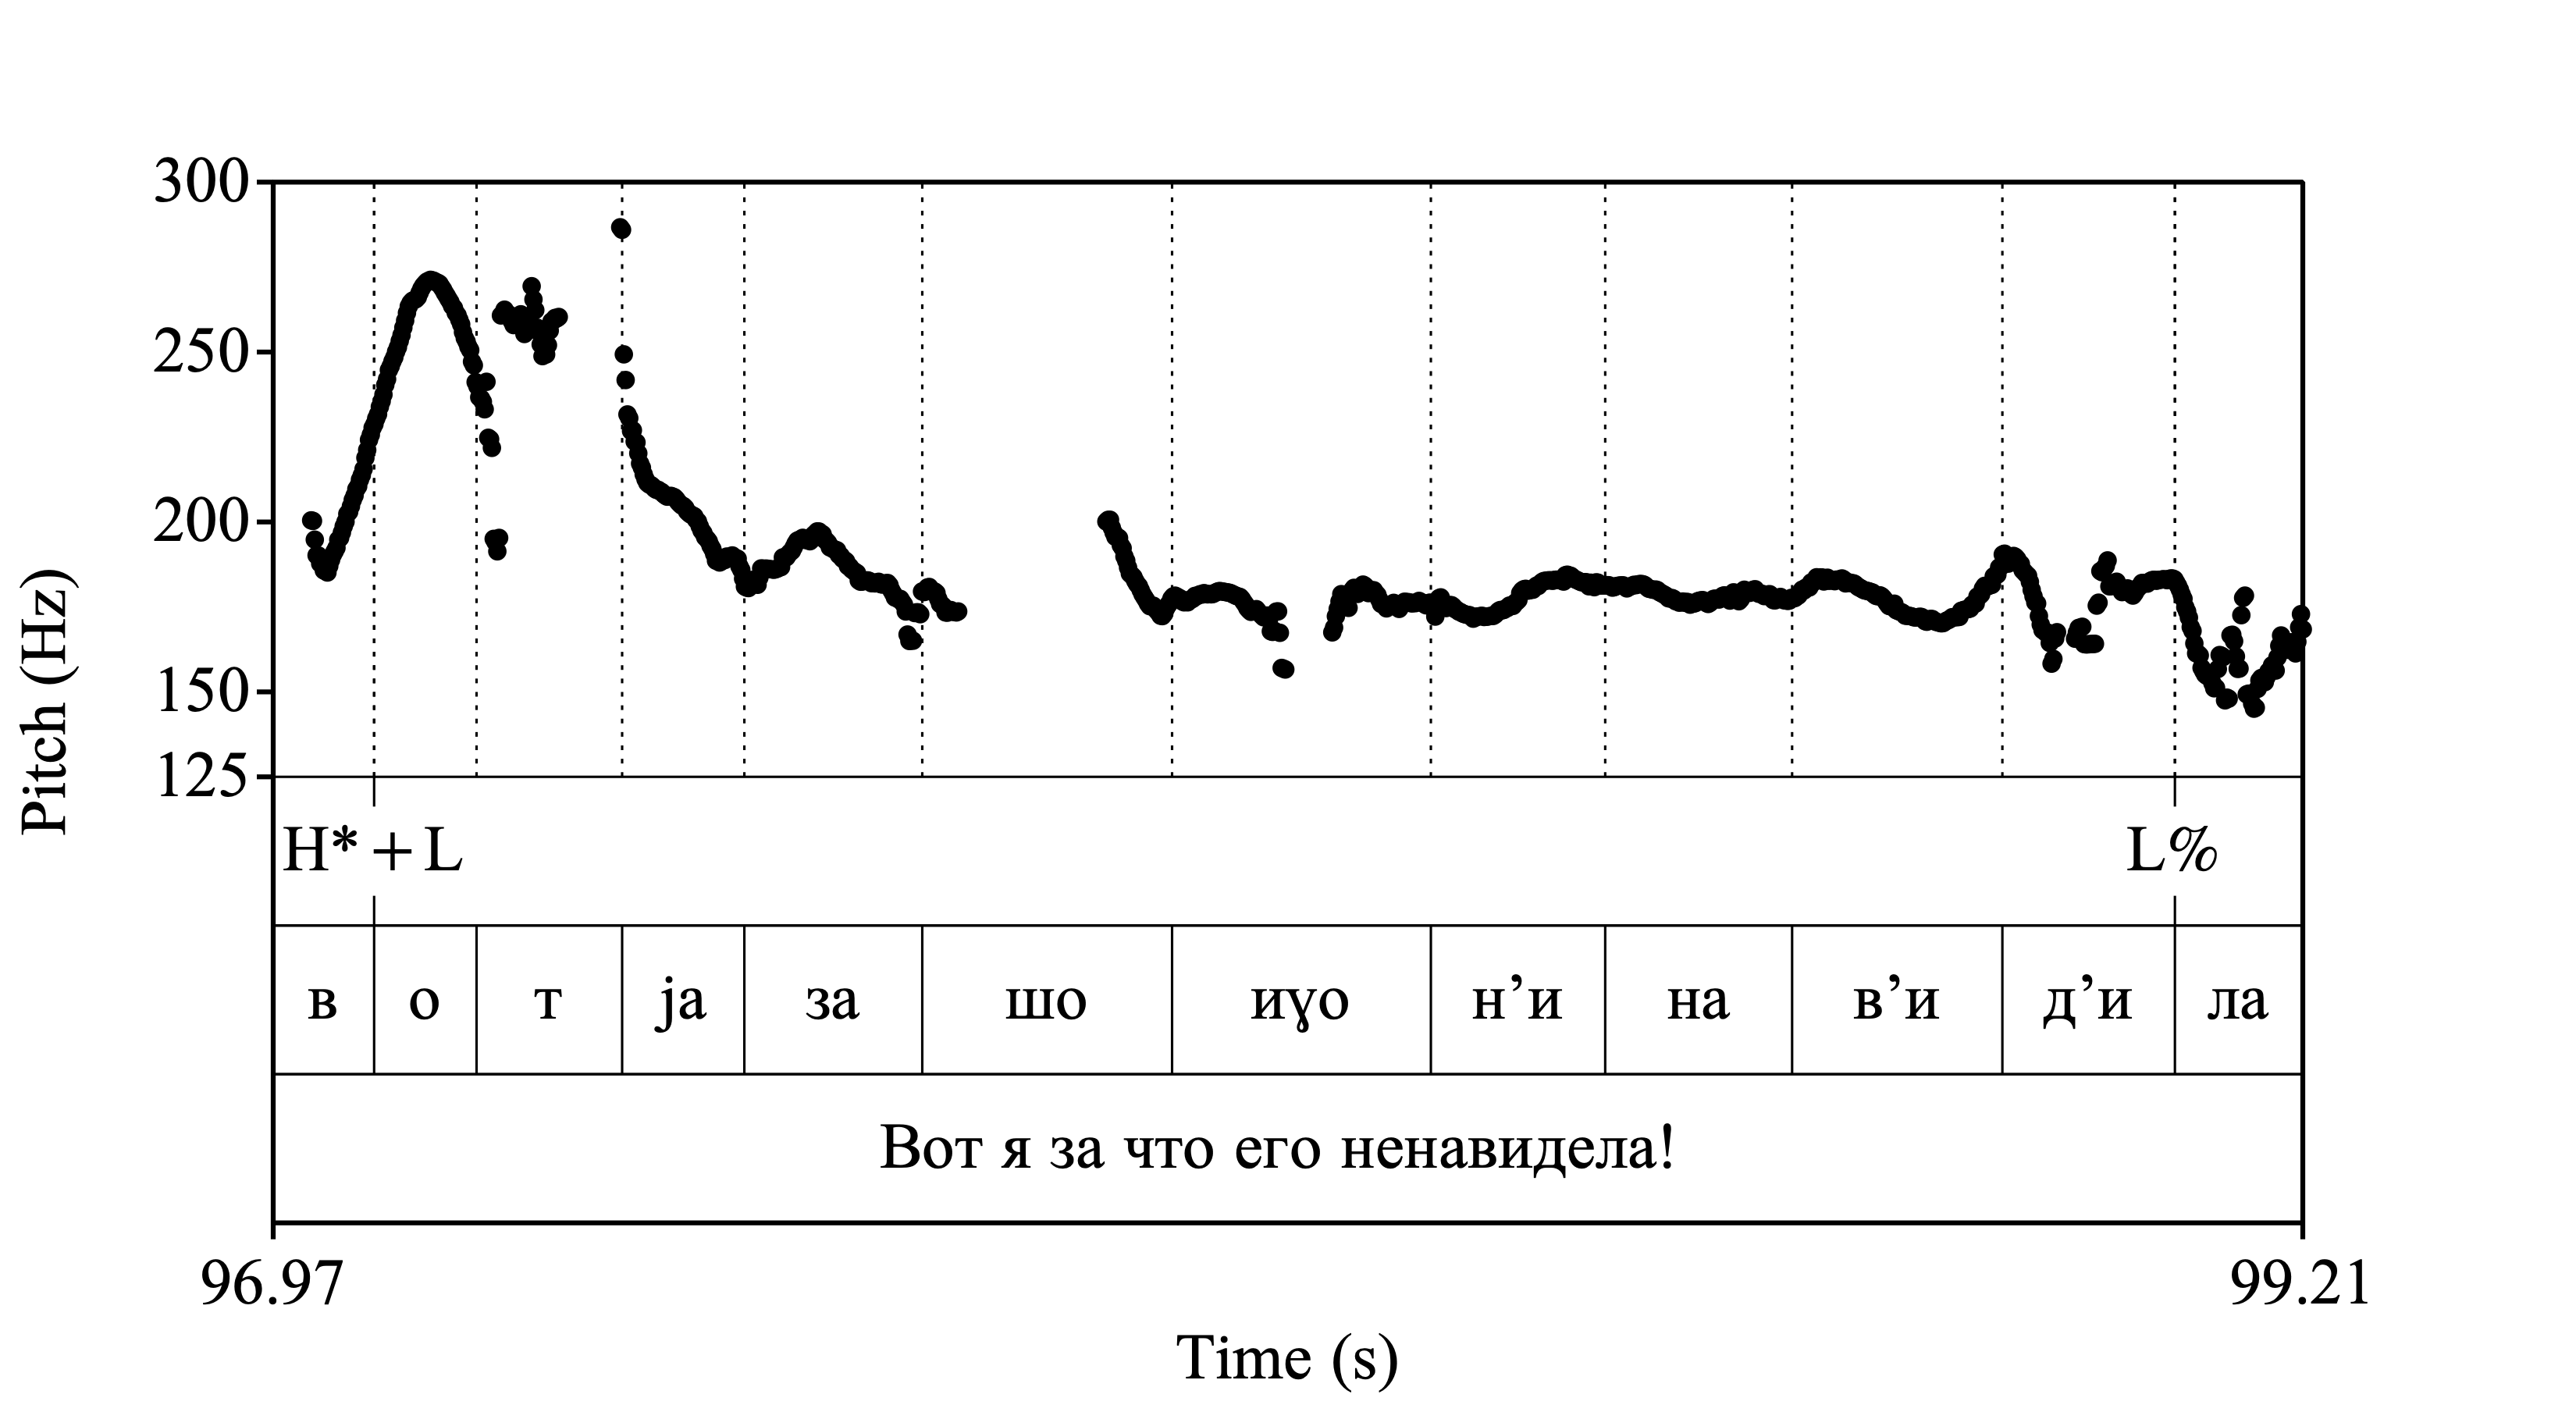 Pitch (Hz)
300
250
200
150
125
H* + L L%
в о т ја за шо иɣо н’и на в’и д’и ла
Вот я за что его ненавидела!
96.97 99.21
Time (s)